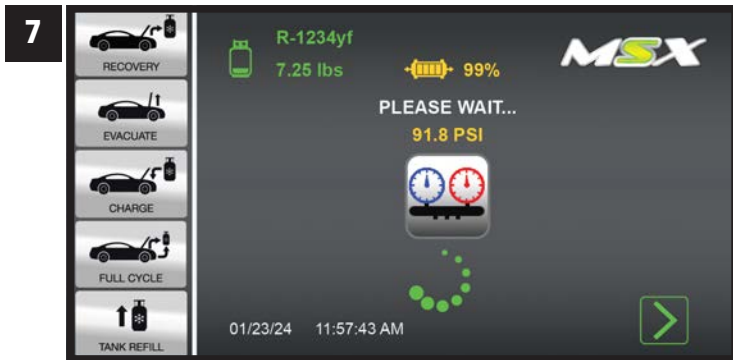 7
RECOVERY
EVACUATE
CHARGE
FULL CYCLE
TANK REFILL
R-1234yf
7.25 lbs
99%
MSX
PLEASE WAIT...
91.8 PSI
01/23/24 11:57:43 AM